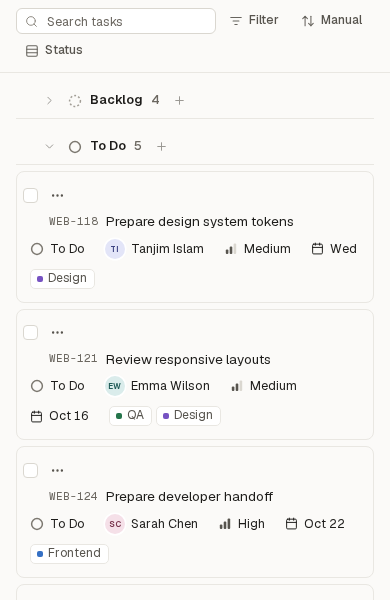 Search tasks
Filter
Manual
Status
Backlog 4
To Do 5
WEB-118 Prepare design system tokens
To Do TI Tanjim Islam Medium Wed
Design
WEB-121 Review responsive layouts
To Do EW Emma Wilson Medium
Oct 16 QA Design
WEB-124 Prepare developer handoff
To Do SC Sarah Chen High Oct 22
Frontend